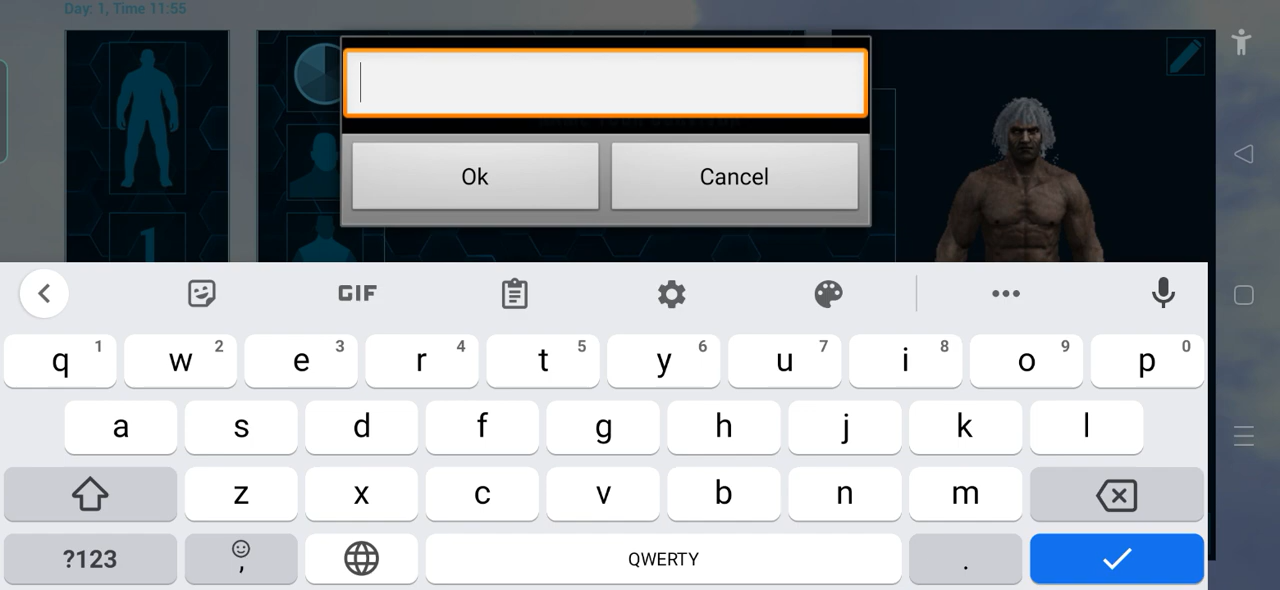 Day: 1, Time 11:55
1
Ok
Cancel
GIF
q 1 w 2 e 3 r 4 t 5 y 6 u 7 i 8 o 9 p 0
a s d f g h j k l
z x c v b n m
?123 , QWERTY .